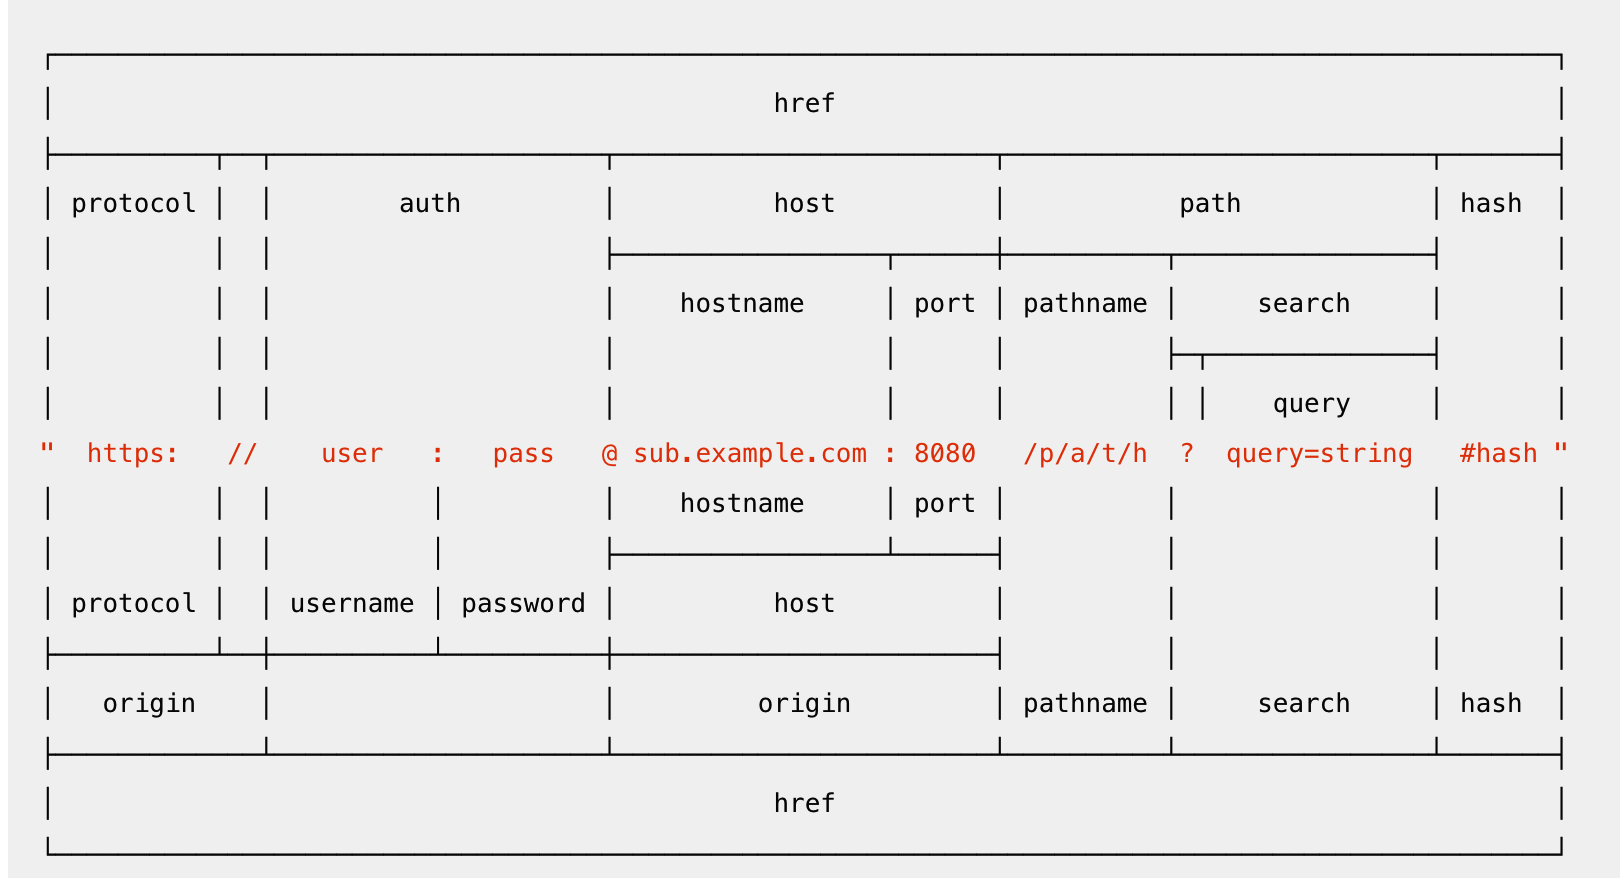 href
protocol auth host path hash
hostname port pathname search
query
" https: // user : pass @ sub.example.com : 8080 /p/a/t/h ? query=string #hash "
hostname port
protocol username password host
origin origin pathname search hash
href